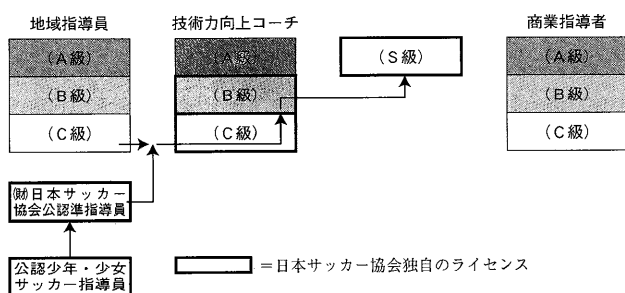 地域指導員
技術力向上コーチ
商業指導者
(A級)
(A級)
(S級)
(A級)
(B級)
(B級)
(B級)
(C級)
(C級)
(C級)
㈶日本サッカー
協会公認準指導員
公認少年・少女
サッカー指導員
=日本サッカー協会独自のライセンス